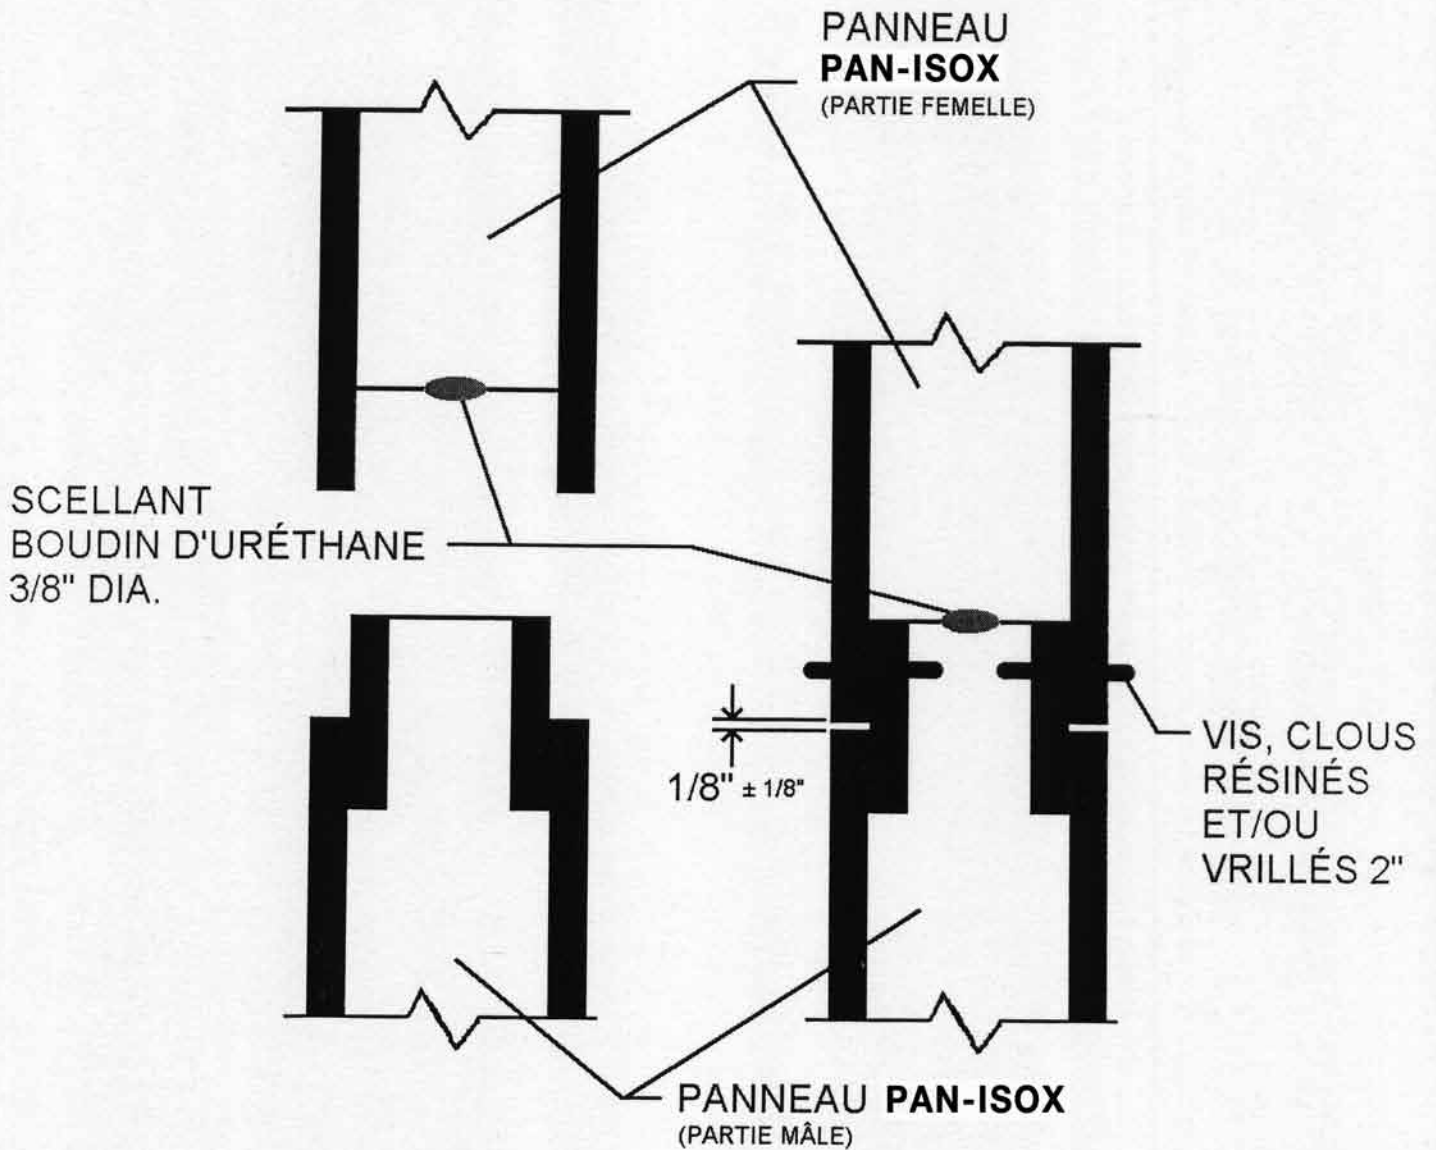 PANNEAU
PAN-ISOX
(PARTIE FEMELLE)
SCELLANT
BOUDIN D'URÉTHANE
3/8" DIA.
1/8" ± 1/8"
VIS, CLOUS
RÉSINÉS
ET/OU
VRILLÉS 2"
PANNEAU PAN-ISOX
(PARTIE MÂLE)